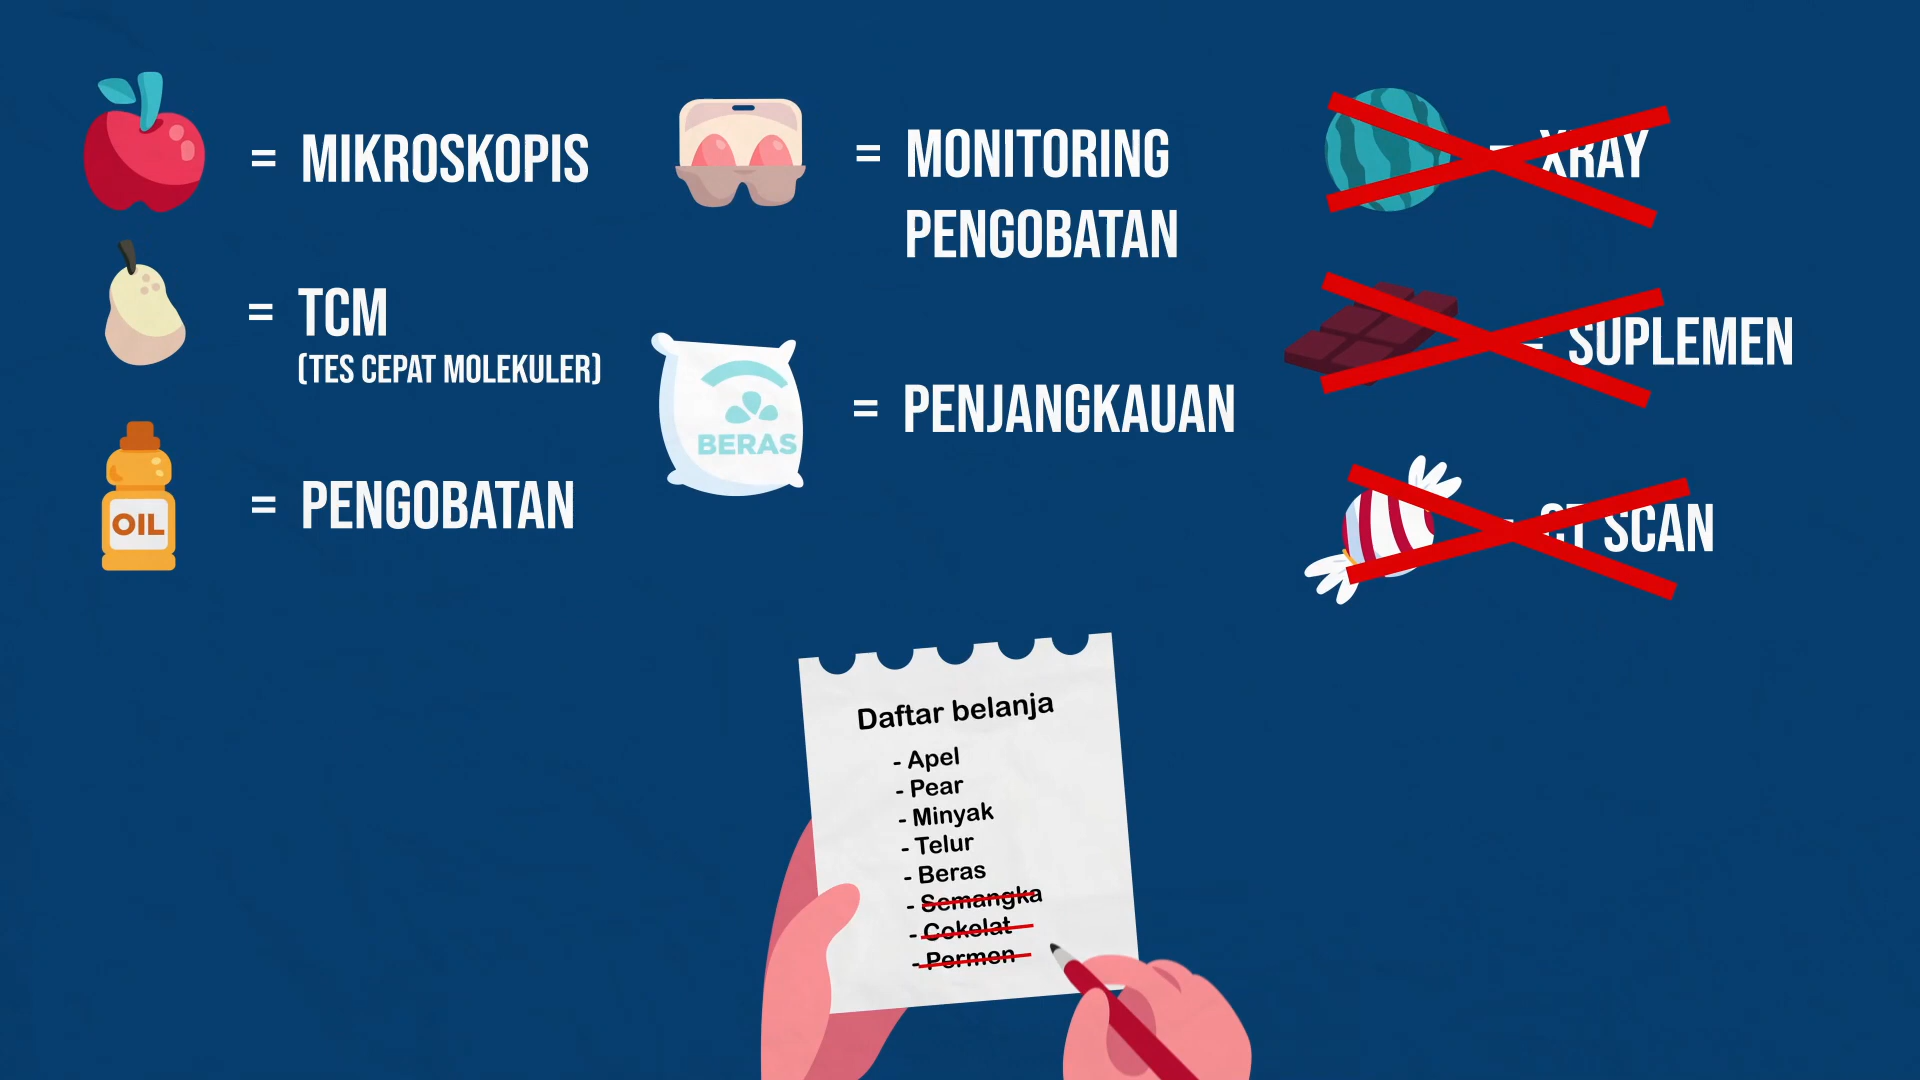 = MIKROSKOPIS
= TCM
(TES CEPAT MOLEKULER)
OIL
= PENGOBATAN
= MONITORING
PENGOBATAN
BERAS
= PENJANGKAUAN
= XRAY
= SUPLEMEN
= CT SCAN
Daftar belanja
- Apel
- Pear
- Minyak
- Telur
- Beras
- Semangka
- Cokelat
- Permen